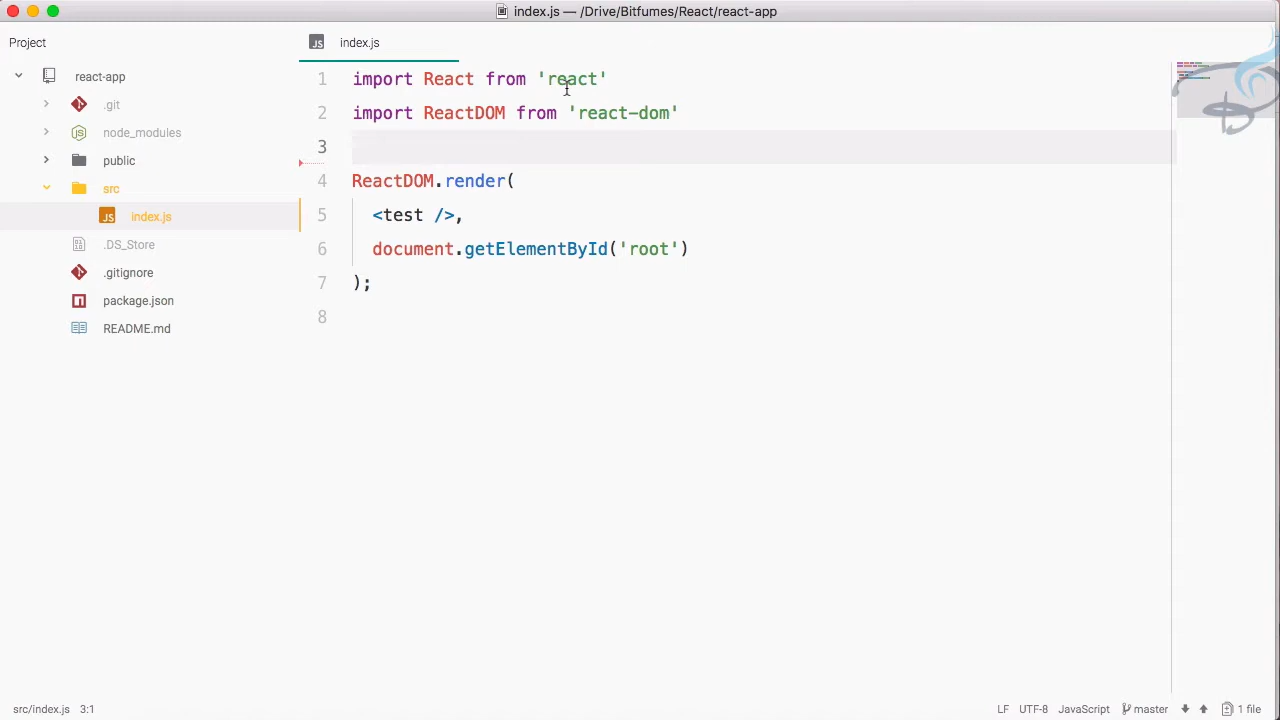 index.js — /Drive/Bitfumes/React/react-app
Project
react-app
.git
node_modules
public
src
index.js
.DS_Store
.gitignore
package.json
README.md
index.js
1 import React from 'react'
2 import ReactDOM from 'react-dom'
3
4 ReactDOM.render(
5 <test />,
6 document.getElementById('root')
7 );
8
src/index.js 3:1
LF UTF-8 JavaScript master 1 file